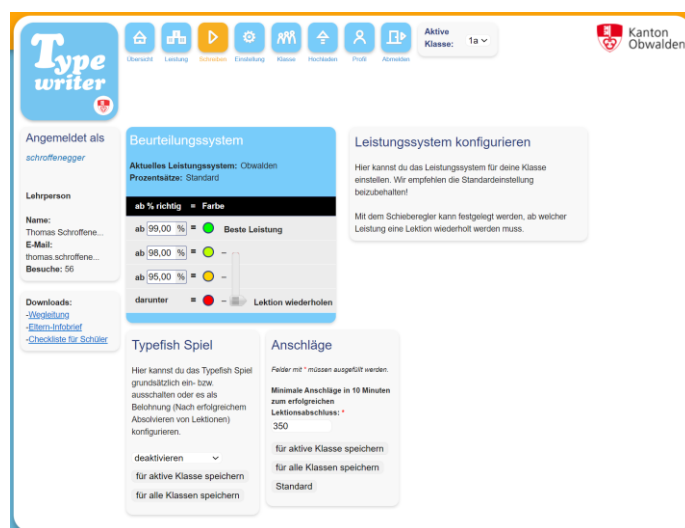 Type
writer
Übersicht
Leistung
Schreiben
Einstellung
Klasse
Hochladen
Profil
Abmelden
Aktive
Klasse:
1a
Kanton
Obwalden
Angemeldet als
schroffenegger
Lehrperson
Name:
Thomas Schroffene...
E-Mail:
thomas.schroffene...
Besuche: 56
Downloads:
-Wegleitung
-Eltern-Infobrief
-Checkliste für Schüler
Beurteilungssystem
Aktuelles Leistungssystem: Obwalden
Prozentsätze: Standard
ab % richtig = Farbe
ab 99,00 % = Beste Leistung
ab 98,00 % = –
ab 95,00 % = –
darunter = – Lektion wiederholen
Leistungssystem konfigurieren
Hier kannst du das Leistungssystem für deine Klasse
einstellen. Wir empfehlen die Standardeinstellung
beizubehalten!
Mit dem Schieberegler kann festgelegt werden, ab welcher
Leistung eine Lektion wiederholt werden muss.
Typefish Spiel
Hier kannst du das Typefish Spiel
grundsätzlich ein- bzw.
ausschalten oder es als
Belohnung (Nach erfolgreichem
Absolvieren von Lektionen)
konfigurieren.
deaktivieren
für aktive Klasse speichern
für alle Klassen speichern
Anschläge
Felder mit * müssen ausgefüllt werden.
Minimale Anschläge in 10 Minuten
zum erfolgreichen
Lektionsabschluss: *
350
für aktive Klasse speichern
für alle Klassen speichern
Standard